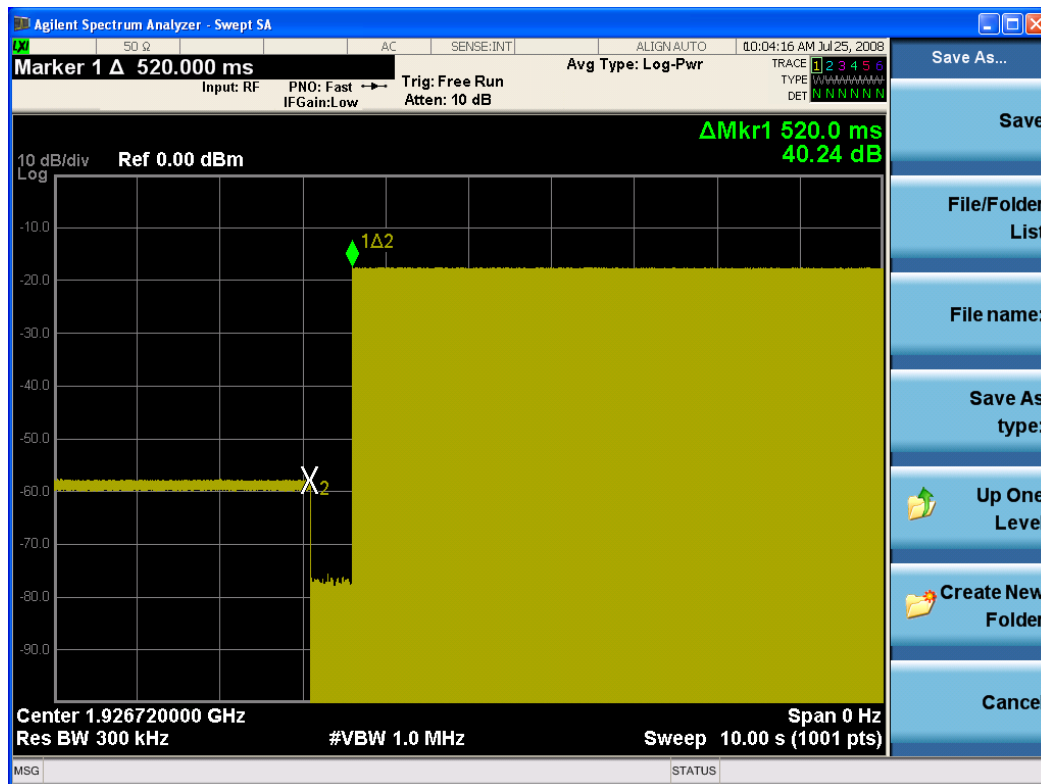 Agilent Spectrum Analyzer - Swept SA
LXI 50 Ω AC SENSE:INT ALIGN AUTO 10:04:16 AM Jul 25, 2008
Marker 1 Δ 520.000 ms
Input: RF PNO: Fast Trig: Free Run Avg Type: Log-Pwr TRACE 1 2 3 4 5 6
IFGain:Low Atten: 10 dB TYPE WWWWWW
DET N N N N N N
ΔMkr1 520.0 ms
40.24 dB
10 dB/div Ref 0.00 dBm
Log
-10.0
1Δ2
-20.0
-30.0
-40.0
-50.0
X2
-60.0
-70.0
-80.0
-90.0
Center 1.926720000 GHz Span 0 Hz
Res BW 300 kHz #VBW 1.0 MHz Sweep 10.00 s (1001 pts)
MSG STATUS
Save As...
Save
File/Folder
List
File name:
Save As
type:
Up One
Level
Create New
Folder
Cancel